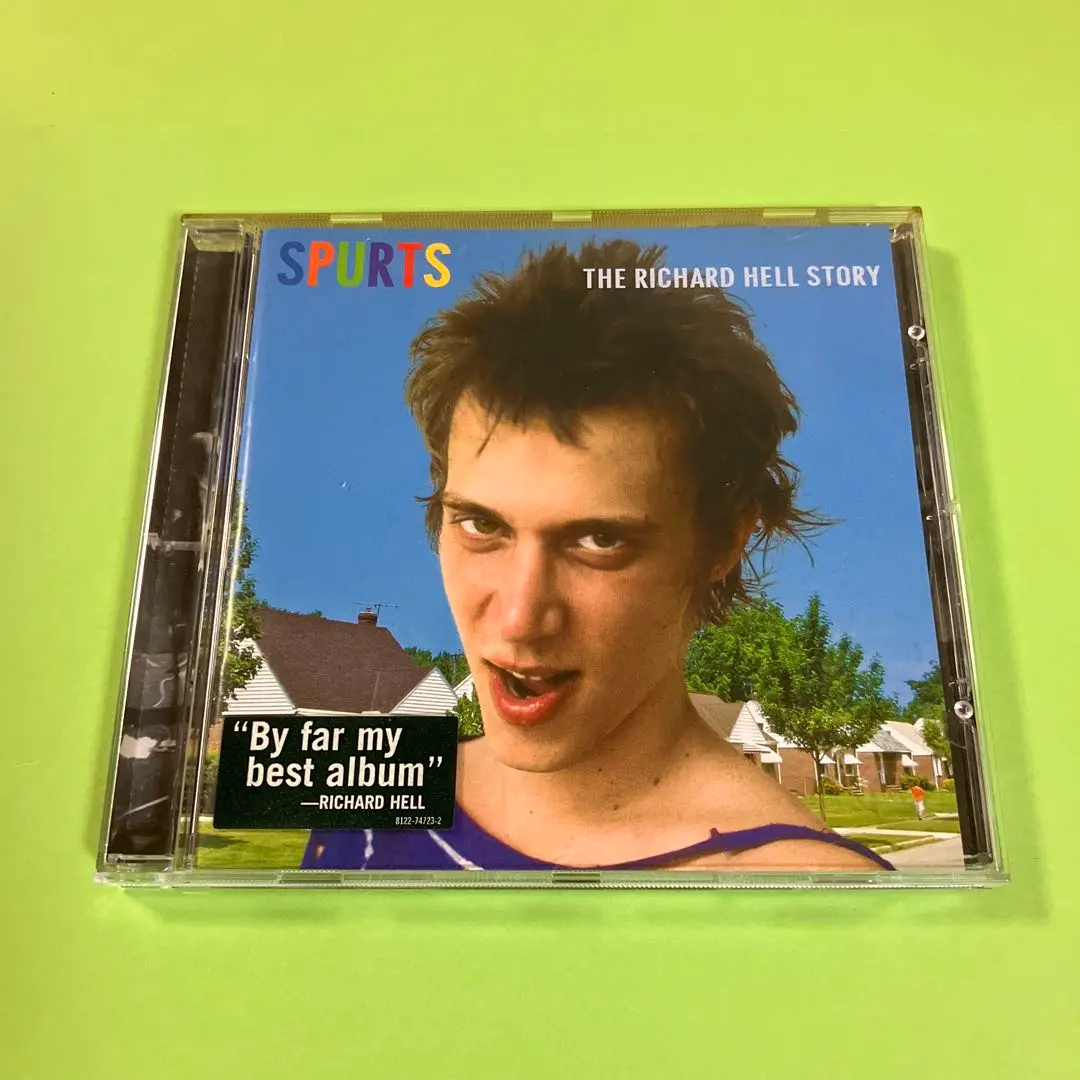 SPURTS
THE RICHARD HELL STORY
“By far my
best album”
—RICHARD HELL
8122-74723-2